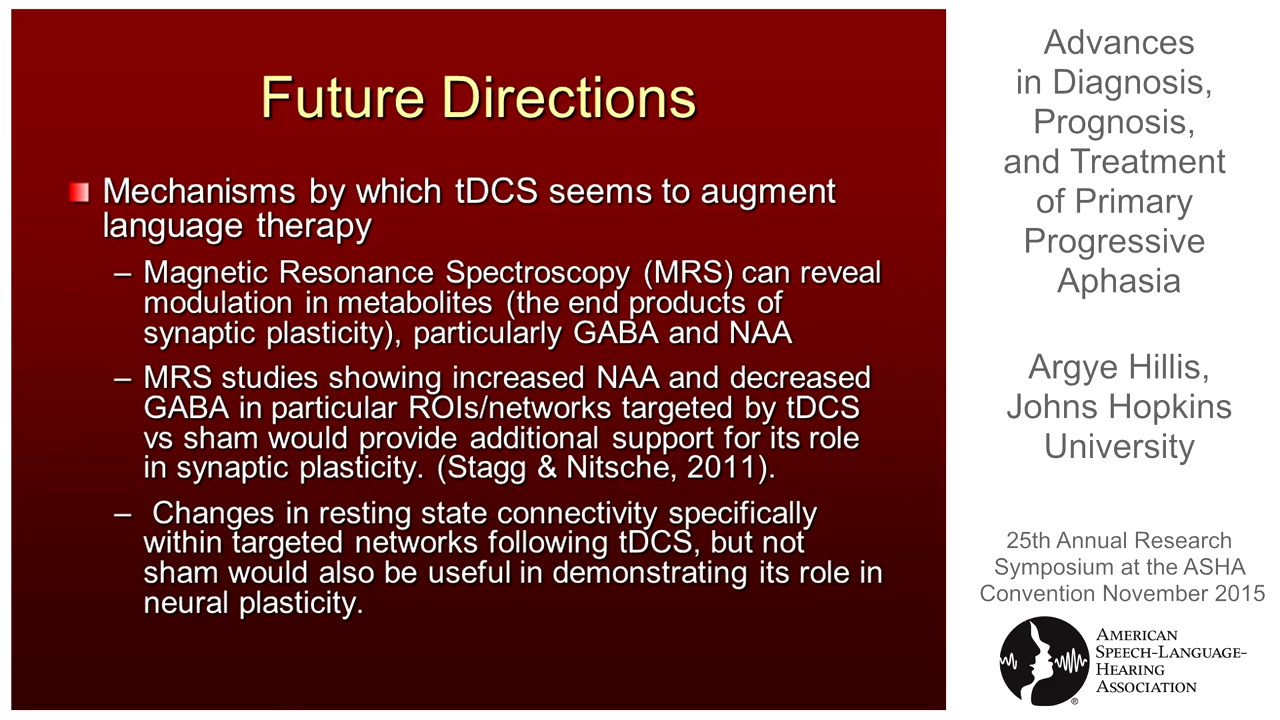 Future Directions
Mechanisms by which tDCS seems to augment
language therapy
– Magnetic Resonance Spectroscopy (MRS) can reveal
modulation in metabolites (the end products of
synaptic plasticity), particularly GABA and NAA
– MRS studies showing increased NAA and decreased
GABA in particular ROIs/networks targeted by tDCS
vs sham would provide additional support for its role
in synaptic plasticity. (Stagg & Nitsche, 2011).
– Changes in resting state connectivity specifically
within targeted networks following tDCS, but not
sham would also be useful in demonstrating its role in
neural plasticity.
Advances
in Diagnosis,
Prognosis,
and Treatment
of Primary
Progressive
Aphasia
Argye Hillis,
Johns Hopkins
University
25th Annual Research
Symposium at the ASHA
Convention November 2015
AMERICAN
SPEECH-LANGUAGE-
HEARING
ASSOCIATION
®